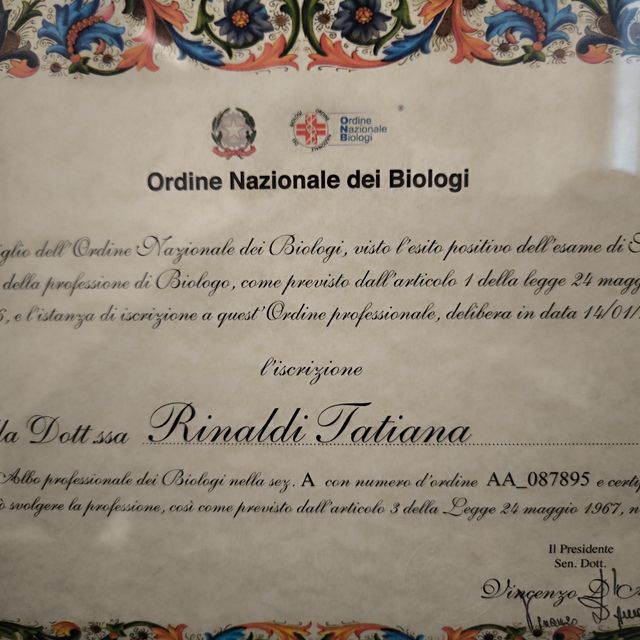 Ordine
Nazionale
Biologi
Ordine Nazionale dei Biologi
iglio dell'Ordine Nazionale dei Biologi, visto l'esito positivo dell'esame di S
della professione di Biologo, come previsto dall'articolo 1 della legge 24 magg
6, e l'istanza di iscrizione a quest'Ordine professionale, delibera in data 14/01/
l'iscrizione
la Dott.ssa Rinaldi Tatiana
Albo professionale dei Biologi nella sez. A con numero d'ordine AA_087895 e certi
ò svolgere la professione, così come previsto dall'articolo 3 della Legge 24 maggio 1967, n
Il Presidente
Sen. Dott.
Vincenzo D'A